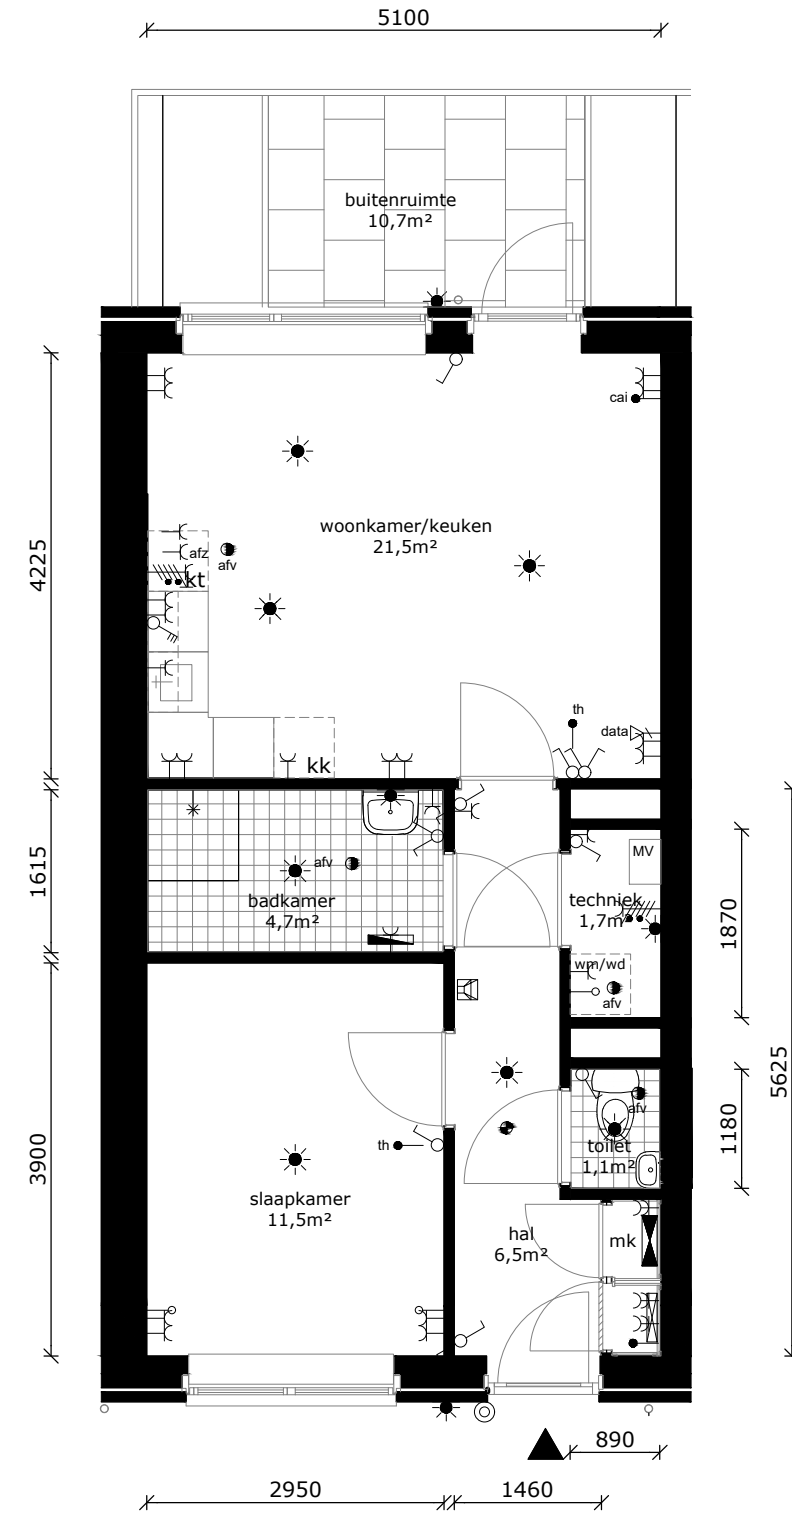 5100
buitenruimte
10,7m²
cai
4225
woonkamer/keuken
21,5m²
afz
afv
kt
th
data
kk
1615
MV
afv
badkamer
4,7m²
techniek
1,7m²
1870
wm/wd
afv
5625
3900
1180
afv
toilet
1,1m²
th
slaapkamer
11,5m²
hal
6,5m²
mk
890
2950
1460